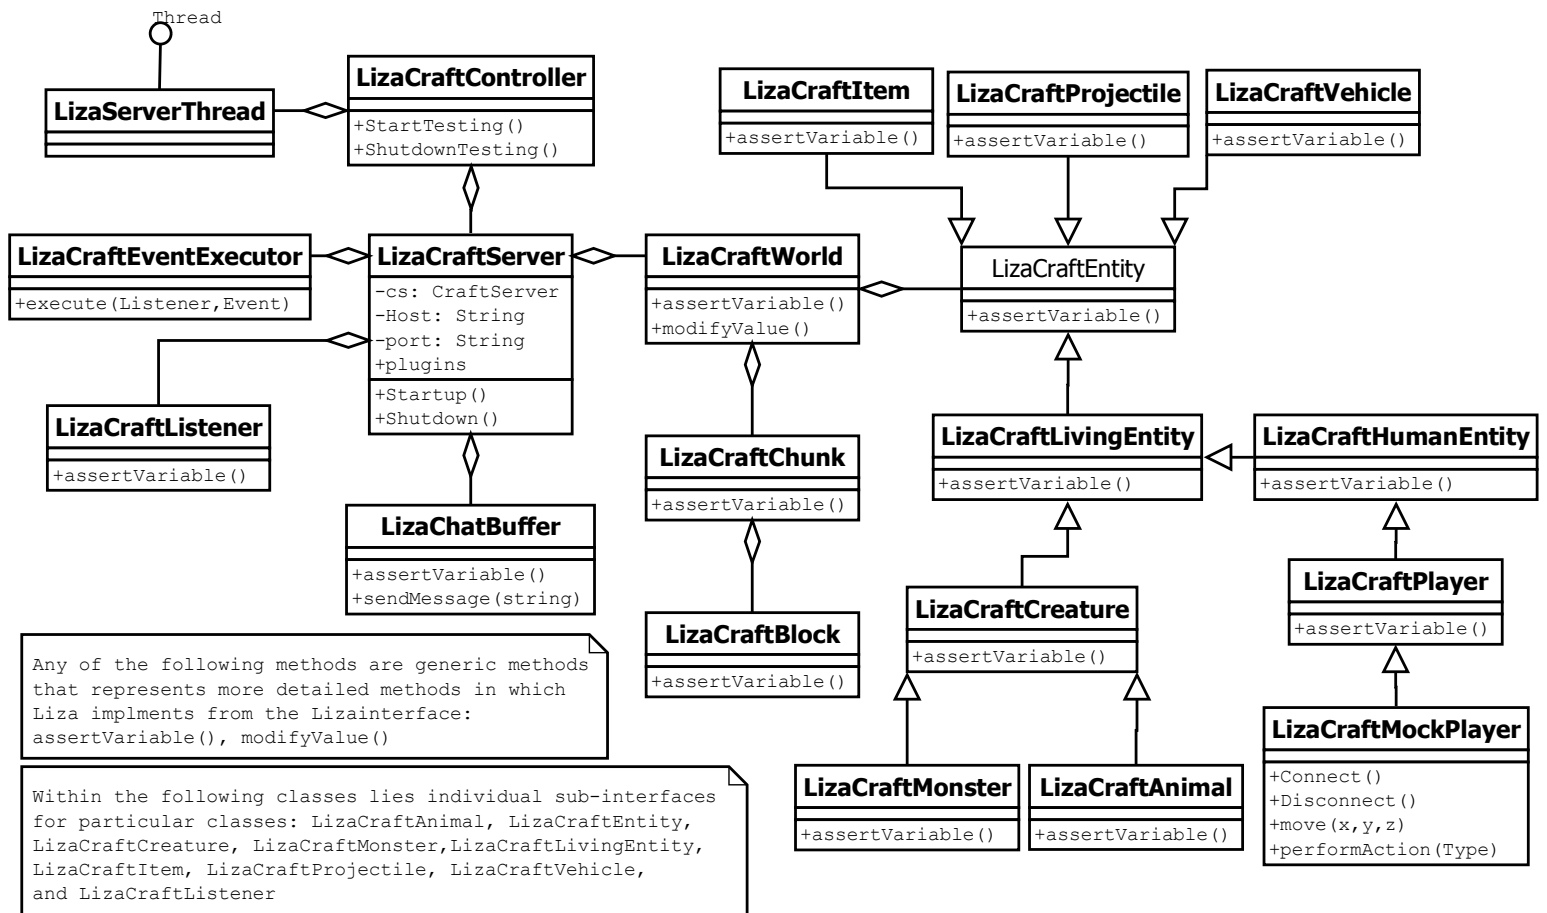 Thread
LizaServerThread
LizaCraftController
+StartTesting()
+ShutdownTesting()
LizaCraftItem
+assertVariable()
LizaCraftProjectile
+assertVariable()
LizaCraftVehicle
+assertVariable()
LizaCraftEventExecutor
+execute(Listener,Event)
LizaCraftServer
-cs: CraftServer
-Host: String
-port: String
+plugins
+Startup()
+Shutdown()
LizaCraftWorld
+assertVariable()
+modifyValue()
LizaCraftEntity
+assertVariable()
LizaCraftListener
+assertVariable()
LizaCraftChunk
+assertVariable()
LizaCraftLivingEntity
+assertVariable()
LizaCraftHumanEntity
+assertVariable()
LizaChatBuffer
+assertVariable()
+sendMessage(string)
LizaCraftBlock
+assertVariable()
LizaCraftCreature
+assertVariable()
LizaCraftPlayer
+assertVariable()
LizaCraftMonster
+assertVariable()
LizaCraftAnimal
+assertVariable()
LizaCraftMockPlayer
+Connect()
+Disconnect()
+move(x,y,z)
+performAction(Type)
Any of the following methods are generic methods
that represents more detailed methods in which
Liza implments from the Lizainterface:
assertVariable(), modifyValue()
Within the following classes lies individual sub-interfaces
for particular classes: LizaCraftAnimal, LizaCraftEntity,
LizaCraftCreature, LizaCraftMonster,LizaCraftLivingEntity,
LizaCraftItem, LizaCraftProjectile, LizaCraftVehicle,
and LizaCraftListener